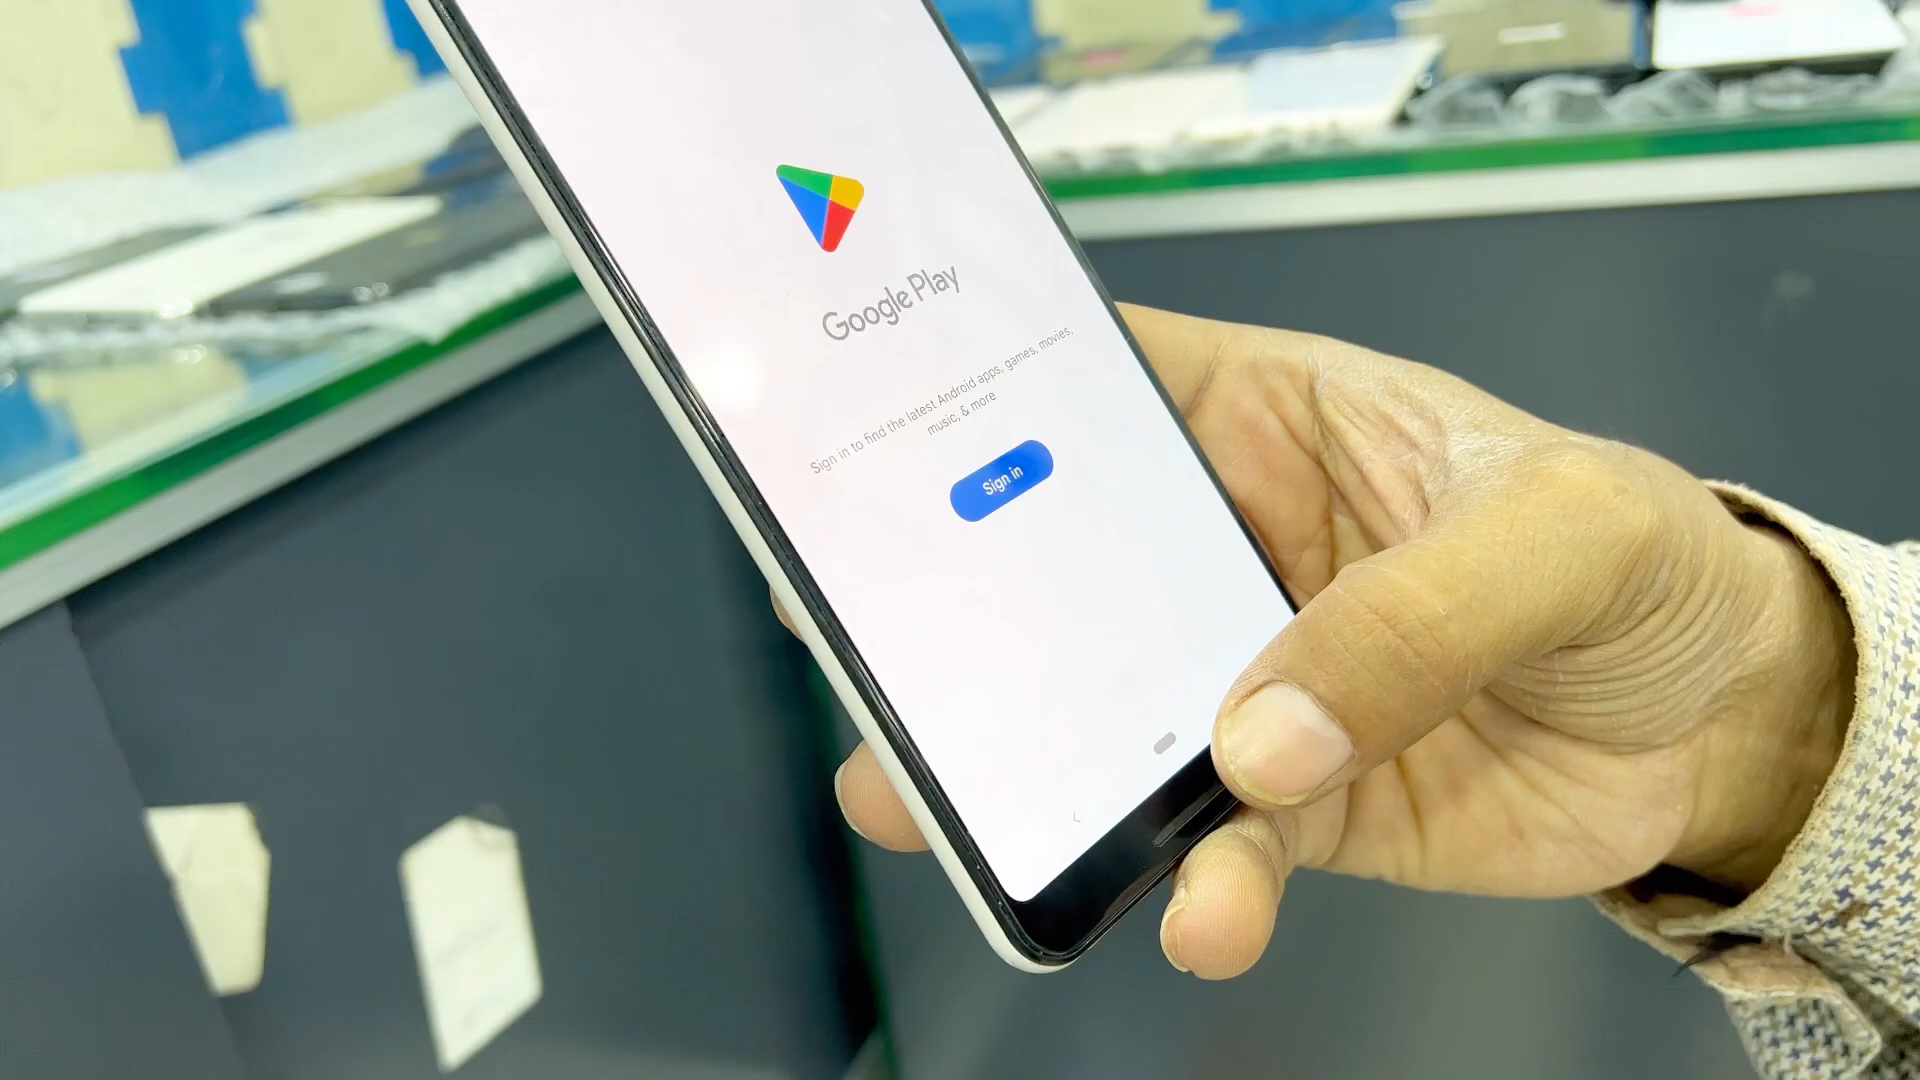 Google Play
Sign in to find the latest Android apps, games, movies,
music, & more
Sign in